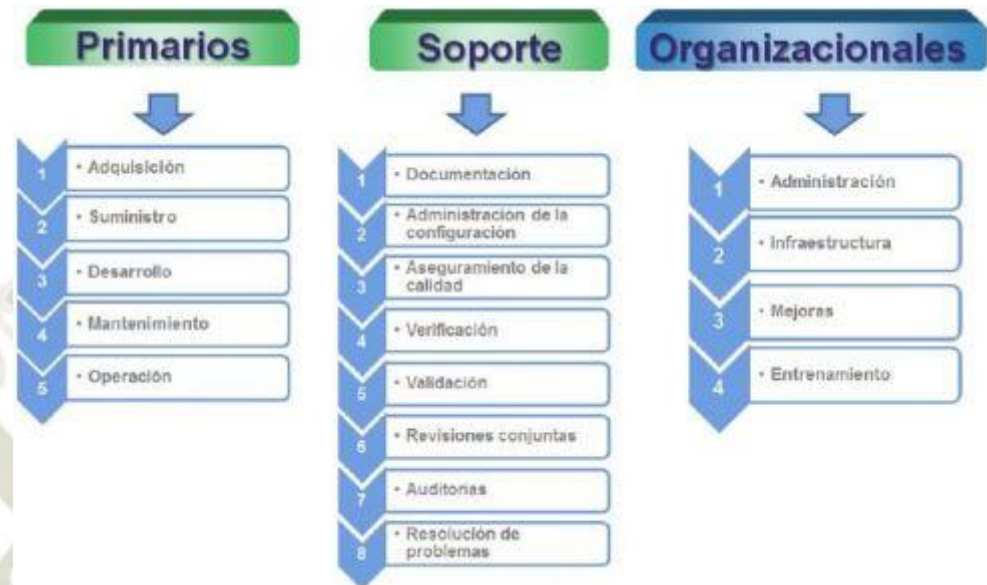 Primarios
1
• Adquisición
2
• Suministro
3
• Desarrollo
4
• Mantenimiento
5
• Operación
Soporte
1
• Documentación
2
• Administración de la
configuración
3
• Aseguramiento de la
calidad
4
• Verificación
5
• Validación
6
• Revisiones conjuntas
7
• Auditorias
8
• Resolución de
problemas
Organizacionales
1
• Administración
2
• Infraestructura
3
• Mejoras
4
• Entrenamiento